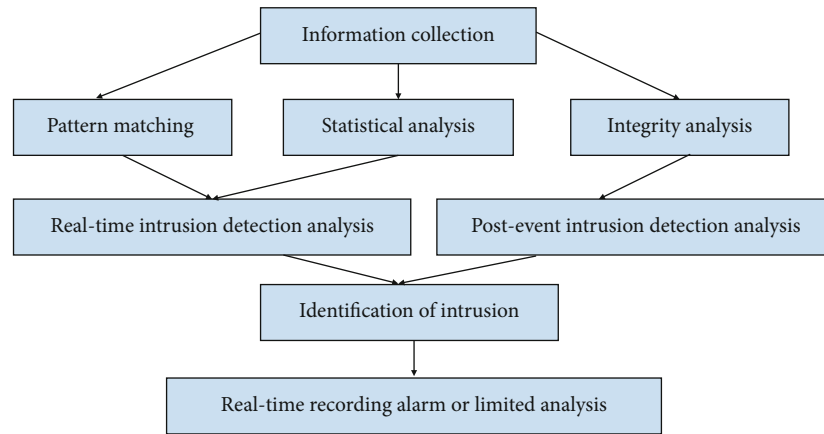 Information collection
Pattern matching
Statistical analysis
Integrity analysis
Real-time intrusion detection analysis
Post-event intrusion detection analysis
Identification of intrusion
Real-time recording alarm or limited analysis